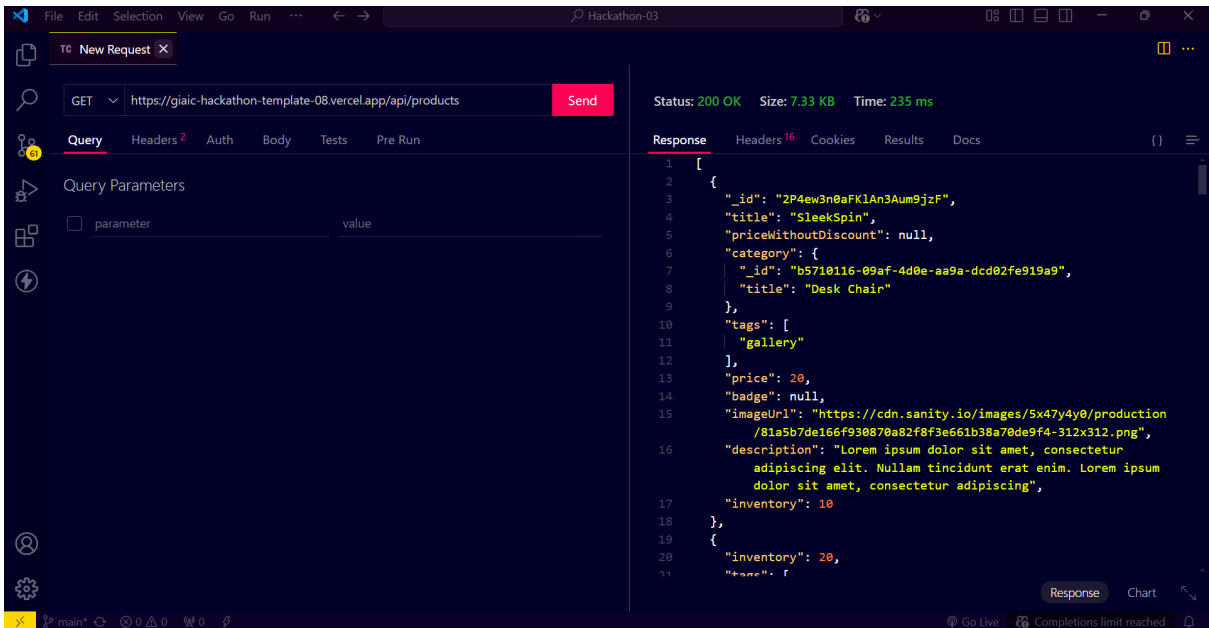 File Edit Selection View Go Run ··· Hackathon-03
TC New Request
GET https://giaic-hackathon-template-08.vercel.app/api/products Send
Status: 200 OK Size: 7.33 KB Time: 235 ms
Query Headers 2 Auth Body Tests Pre Run
Response Headers 16 Cookies Results Docs { }
61
Query Parameters
parameter value
1 [
2 {
3 "_id": "2P4ew3n0aFKlAn3Aum9jzF",
4 "title": "SleekSpin",
5 "priceWithoutDiscount": null,
6 "category": {
7 "_id": "b5710116-09af-4d0e-aa9a-dcd02fe919a9",
8 "title": "Desk Chair"
9 },
10 "tags": [
11 "gallery"
12 ],
13 "price": 20,
14 "badge": null,
15 "imageUrl": "https://cdn.sanity.io/images/5x47y4y0/production
/81a5b7de166f930870a82f8f3e661b38a70de9f4-312x312.png",
16 "description": "Lorem ipsum dolor sit amet, consectetur
adipiscing elit. Nullam tincidunt erat enim. Lorem ipsum
dolor sit amet, consectetur adipiscing",
17 "inventory": 10
18 },
19 {
20 "inventory": 20,
21 "tags": [
Response Chart
main* 0 0 0 Go Live Completions limit reached